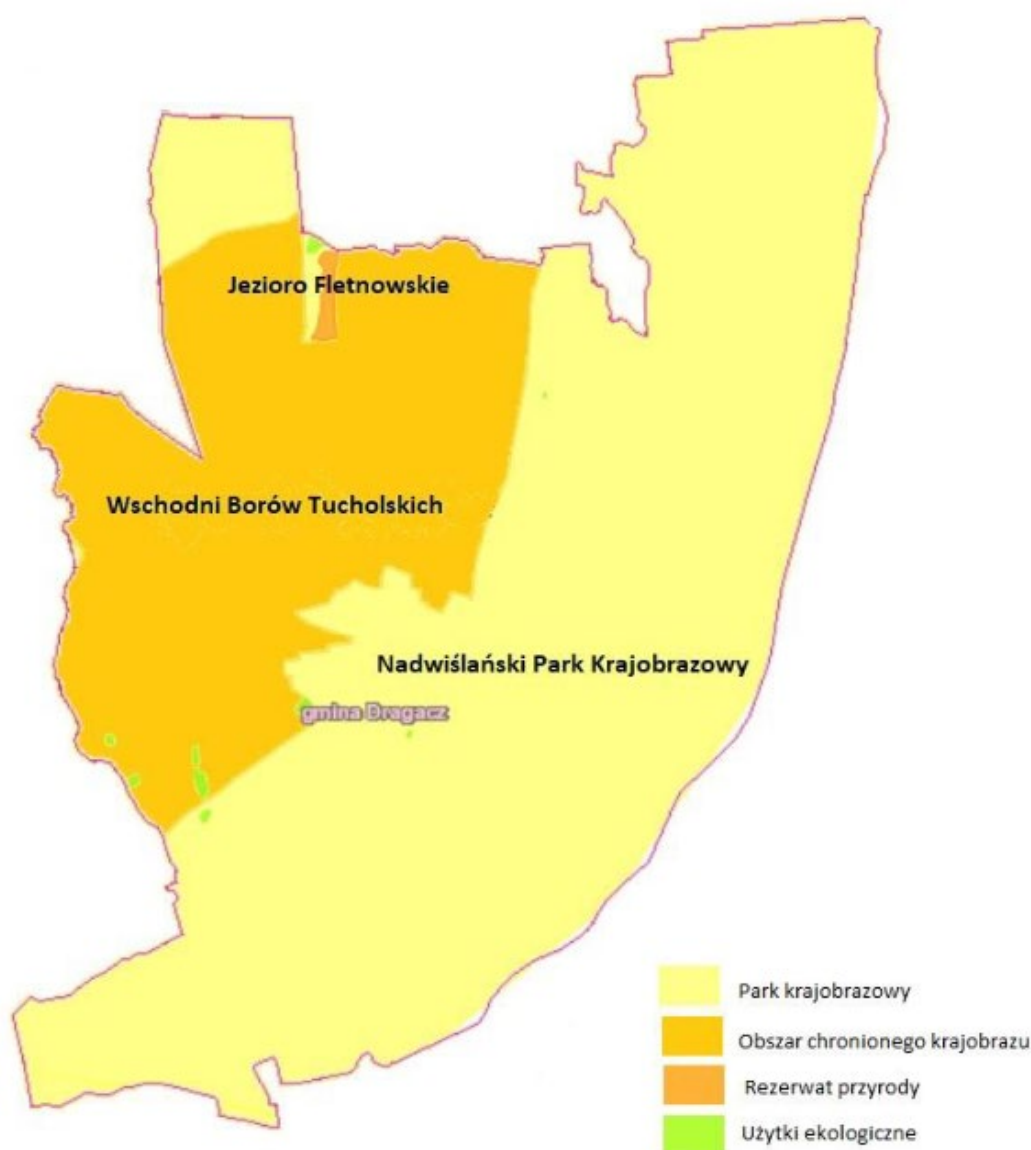 Jezioro Fletnowskie
Wschodni Borów Tucholskich
Nadwiślański Park Krajobrazowy
gmina Dragacz
Park krajobrazowy
Obszar chronionego krajobrazu
Rezerwat przyrody
Użytki ekologiczne